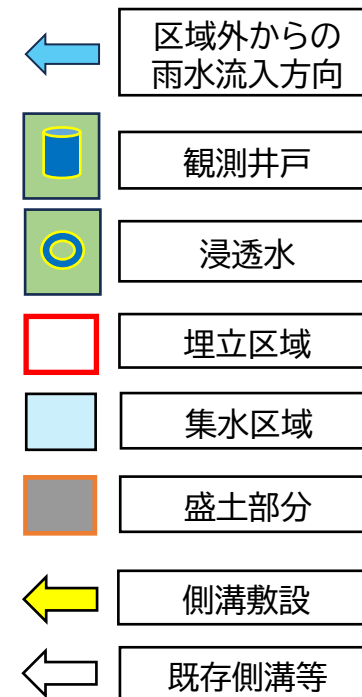 区域外からの
雨水流入方向
観測井戸
浸透水
埋立区域
集水区域
盛土部分
側溝敷設
既存側溝等